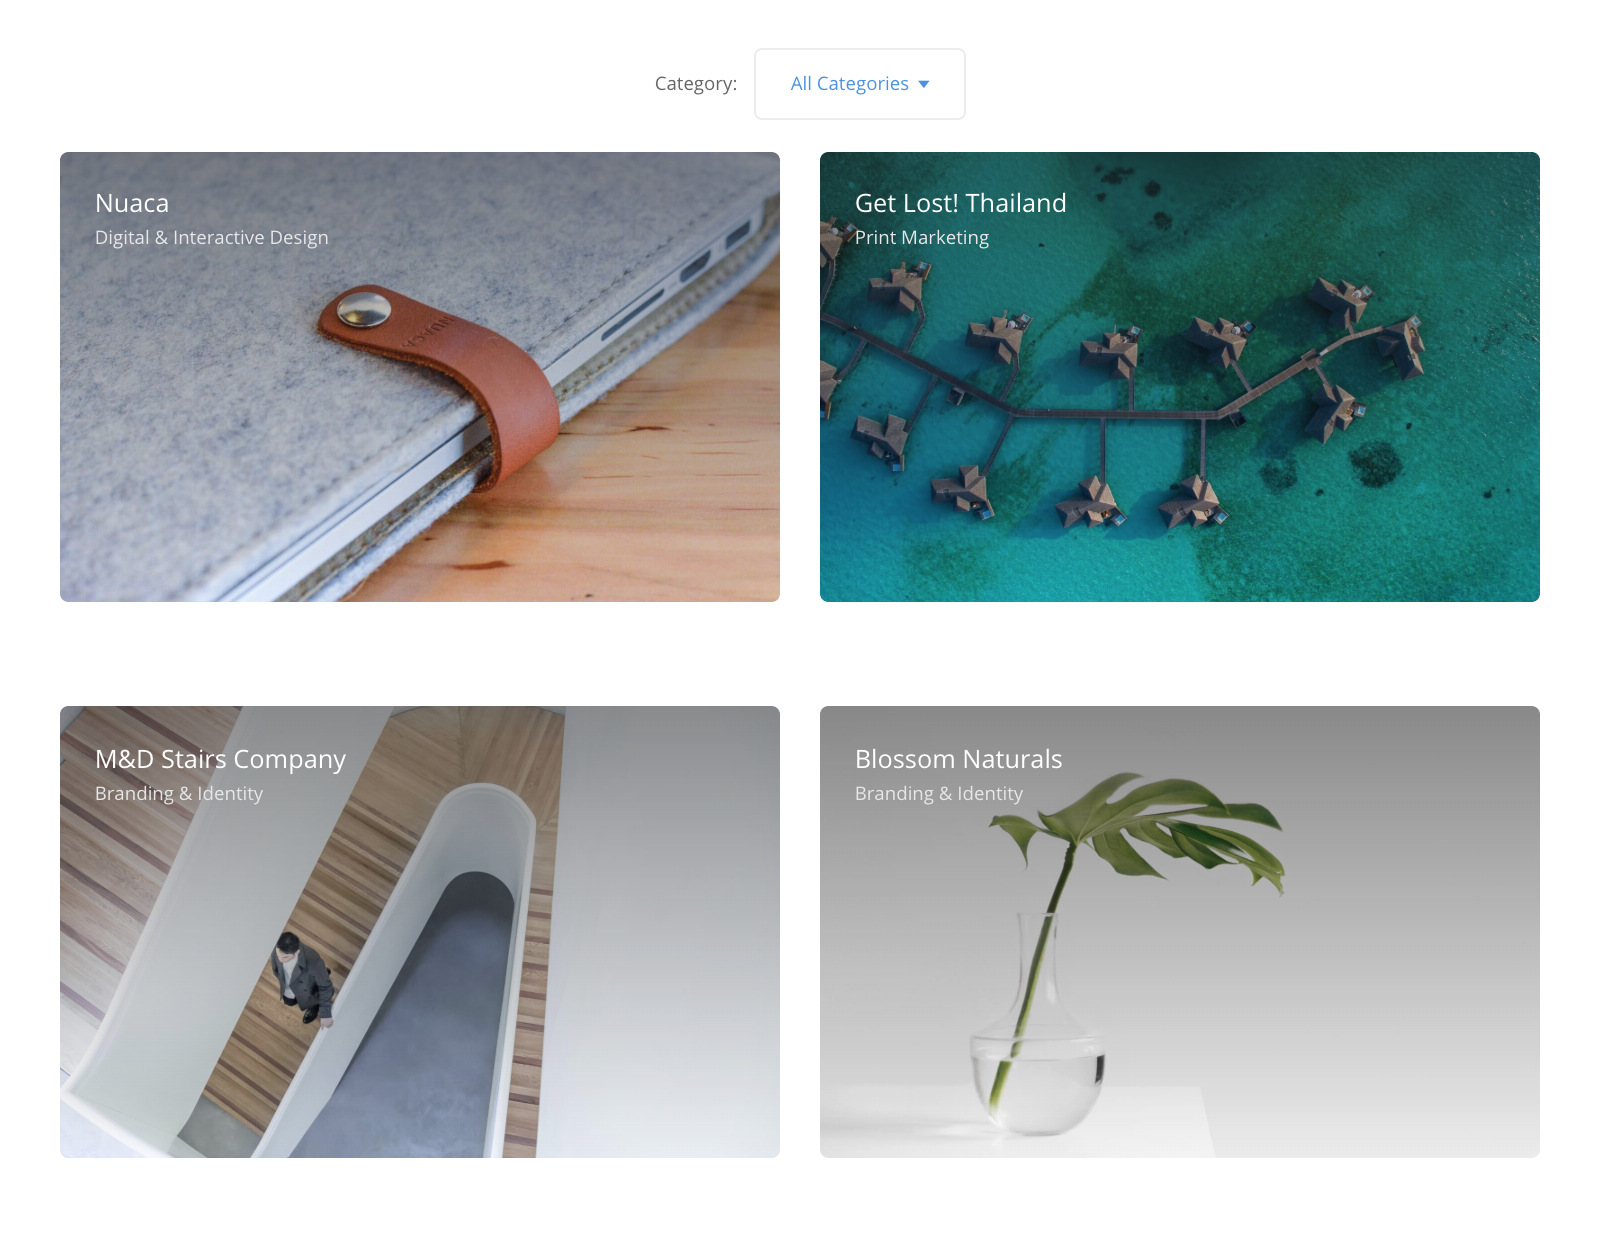 Category: All Categories
Nuaca
Digital & Interactive Design
NUACA
Get Lost! Thailand
Print Marketing
M&D Stairs Company
Branding & Identity
Blossom Naturals
Branding & Identity